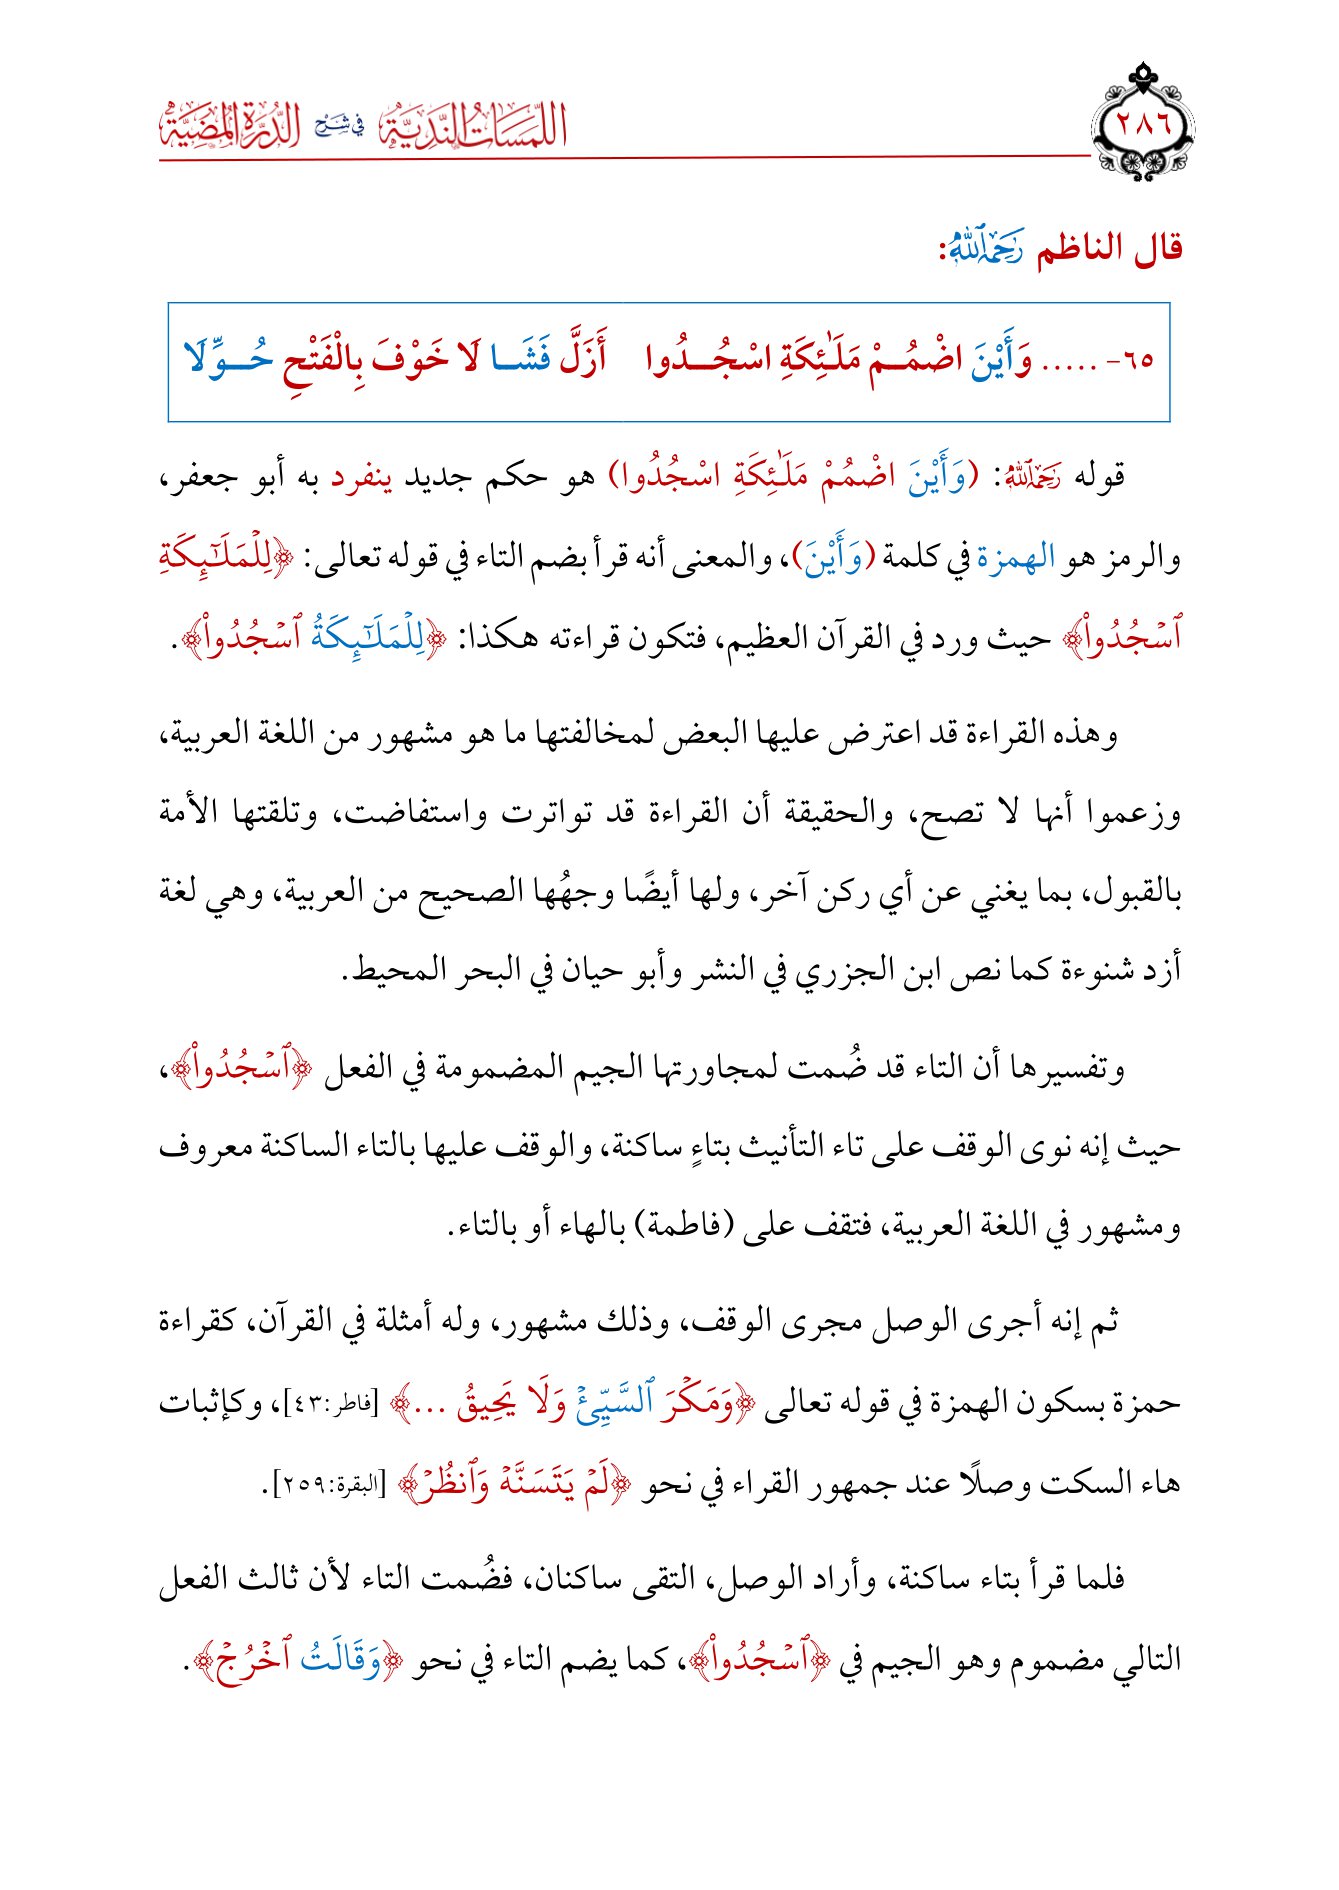 ٢٨٦
اللمسات الندية في شرح الدرة المضية
قال الناظم رَحِمَهُ ٱللَّهُ:
٦٥- ..... وَأَيْنَ اضْمُـمْ مَلَـٰئِكَةِ اسْجُـدُوا أَزَلَّ فَشَـا لَا خَوْفَ بِالْفَتْحِ حُـوِّلَا
قوله رَحِمَهُ ٱللَّهُ: (وَأَيْنَ اضْمُمْ مَلَـٰئِكَةِ اسْجُدُوا) هو حكم جديد ينفرد به أبو جعفر،
والرمز هو الهمزة في كلمة (وَأَيْنَ)، والمعنى أنه قرأ بضم التاء في قوله تعالى: ﴿لِلْمَلَـٰٓئِكَةِ
ٱسْجُدُوا۟﴾ حيث ورد في القرآن العظيم، فتكون قراءته هكذا: ﴿لِلْمَلَـٰٓئِكَةُ ٱسْجُدُوا۟﴾.
وهذه القراءة قد اعترض عليها البعض لمخالفتها ما هو مشهور من اللغة العربية،
وزعموا أنها لا تصح، والحقيقة أن القراءة قد تواترت واستفاضت، وتلقتها الأمة
بالقبول، بما يغني عن أي ركن آخر، ولها أيضًا وجهُها الصحيح من العربية، وهي لغة
أزد شنوءة كما نص ابن الجزري في النشر وأبو حيان في البحر المحيط.
وتفسيرها أن التاء قد ضُمت لمجاورتها الجيم المضمومة في الفعل ﴿ٱسْجُدُوا۟﴾،
حيث إنه نوى الوقف على تاء التأنيث بتاءٍ ساكنة، والوقف عليها بالتاء الساكنة معروف
ومشهور في اللغة العربية، فتقف على (فاطمة) بالهاء أو بالتاء.
ثم إنه أجرى الوصل مجرى الوقف، وذلك مشهور، وله أمثلة في القرآن، كقراءة
حمزة بسكون الهمزة في قوله تعالى ﴿وَمَكْرَ ٱلسَّيِّئْ وَلَا يَحِيقُ ...﴾ [فاطر:٤٣]، وكإثبات
هاء السكت وصلًا عند جمهور القراء في نحو ﴿لَمْ يَتَسَنَّهْ وَٱنظُرْ﴾ [البقرة:٢٥٩].
فلما قرأ بتاء ساكنة، وأراد الوصل، التقى ساكنان، فضُمت التاء لأن ثالث الفعل
التالي مضموم وهو الجيم في ﴿ٱسْجُدُوا۟﴾، كما يضم التاء في نحو ﴿وَقَالَتُ ٱخْرُجْ﴾.